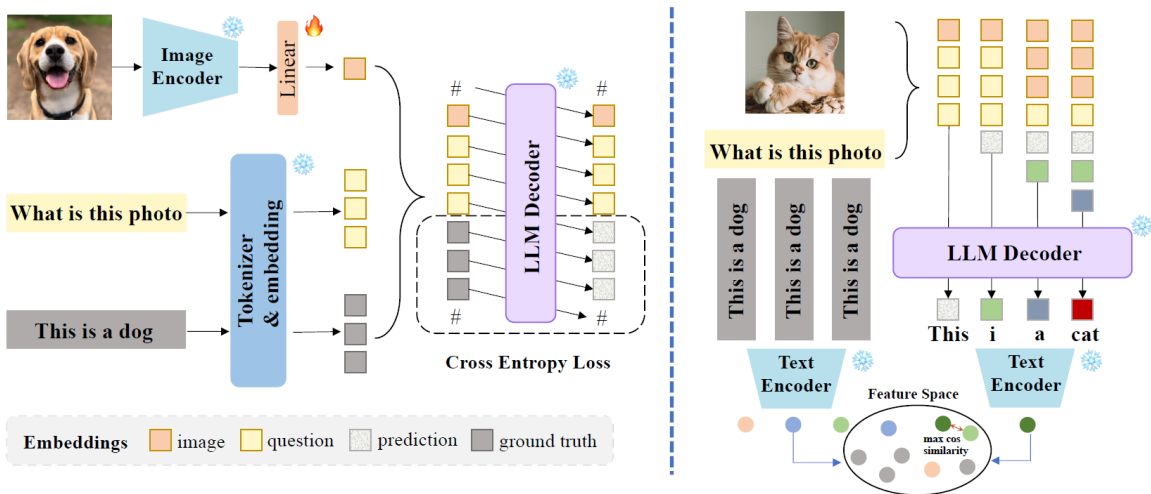 Image
Encoder
Linear
What is this photo
This is a dog
Tokenizer
& embedding
#
#
LLM Decoder
#
#
Cross Entropy Loss
Embeddings
image
question
prediction
ground truth
What is this photo
This is a dog
This is a dog
This is a dog
LLM Decoder
This
i
a
cat
Text
Encoder
Text
Encoder
Feature Space
max cos
similarity